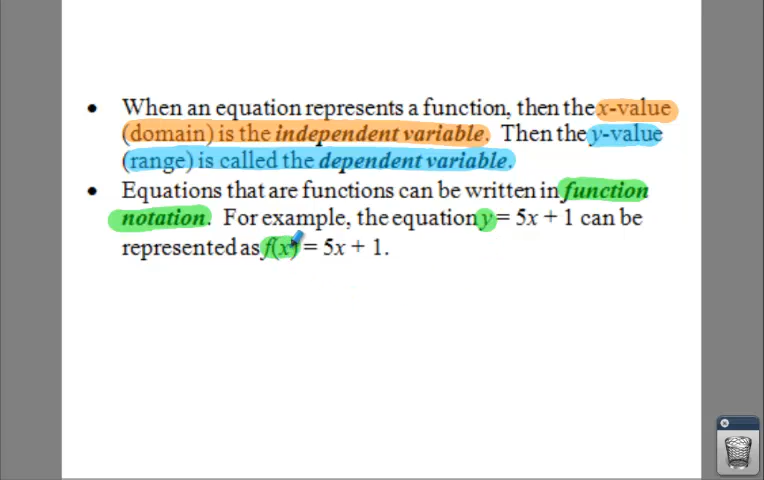 • When an equation represents a function, then the x-value
(domain) is the independent variable. Then the y-value
(range) is called the dependent variable.
• Equations that are functions can be written in function
notation. For example, the equation y = 5x + 1 can be
represented as f(x) = 5x + 1.